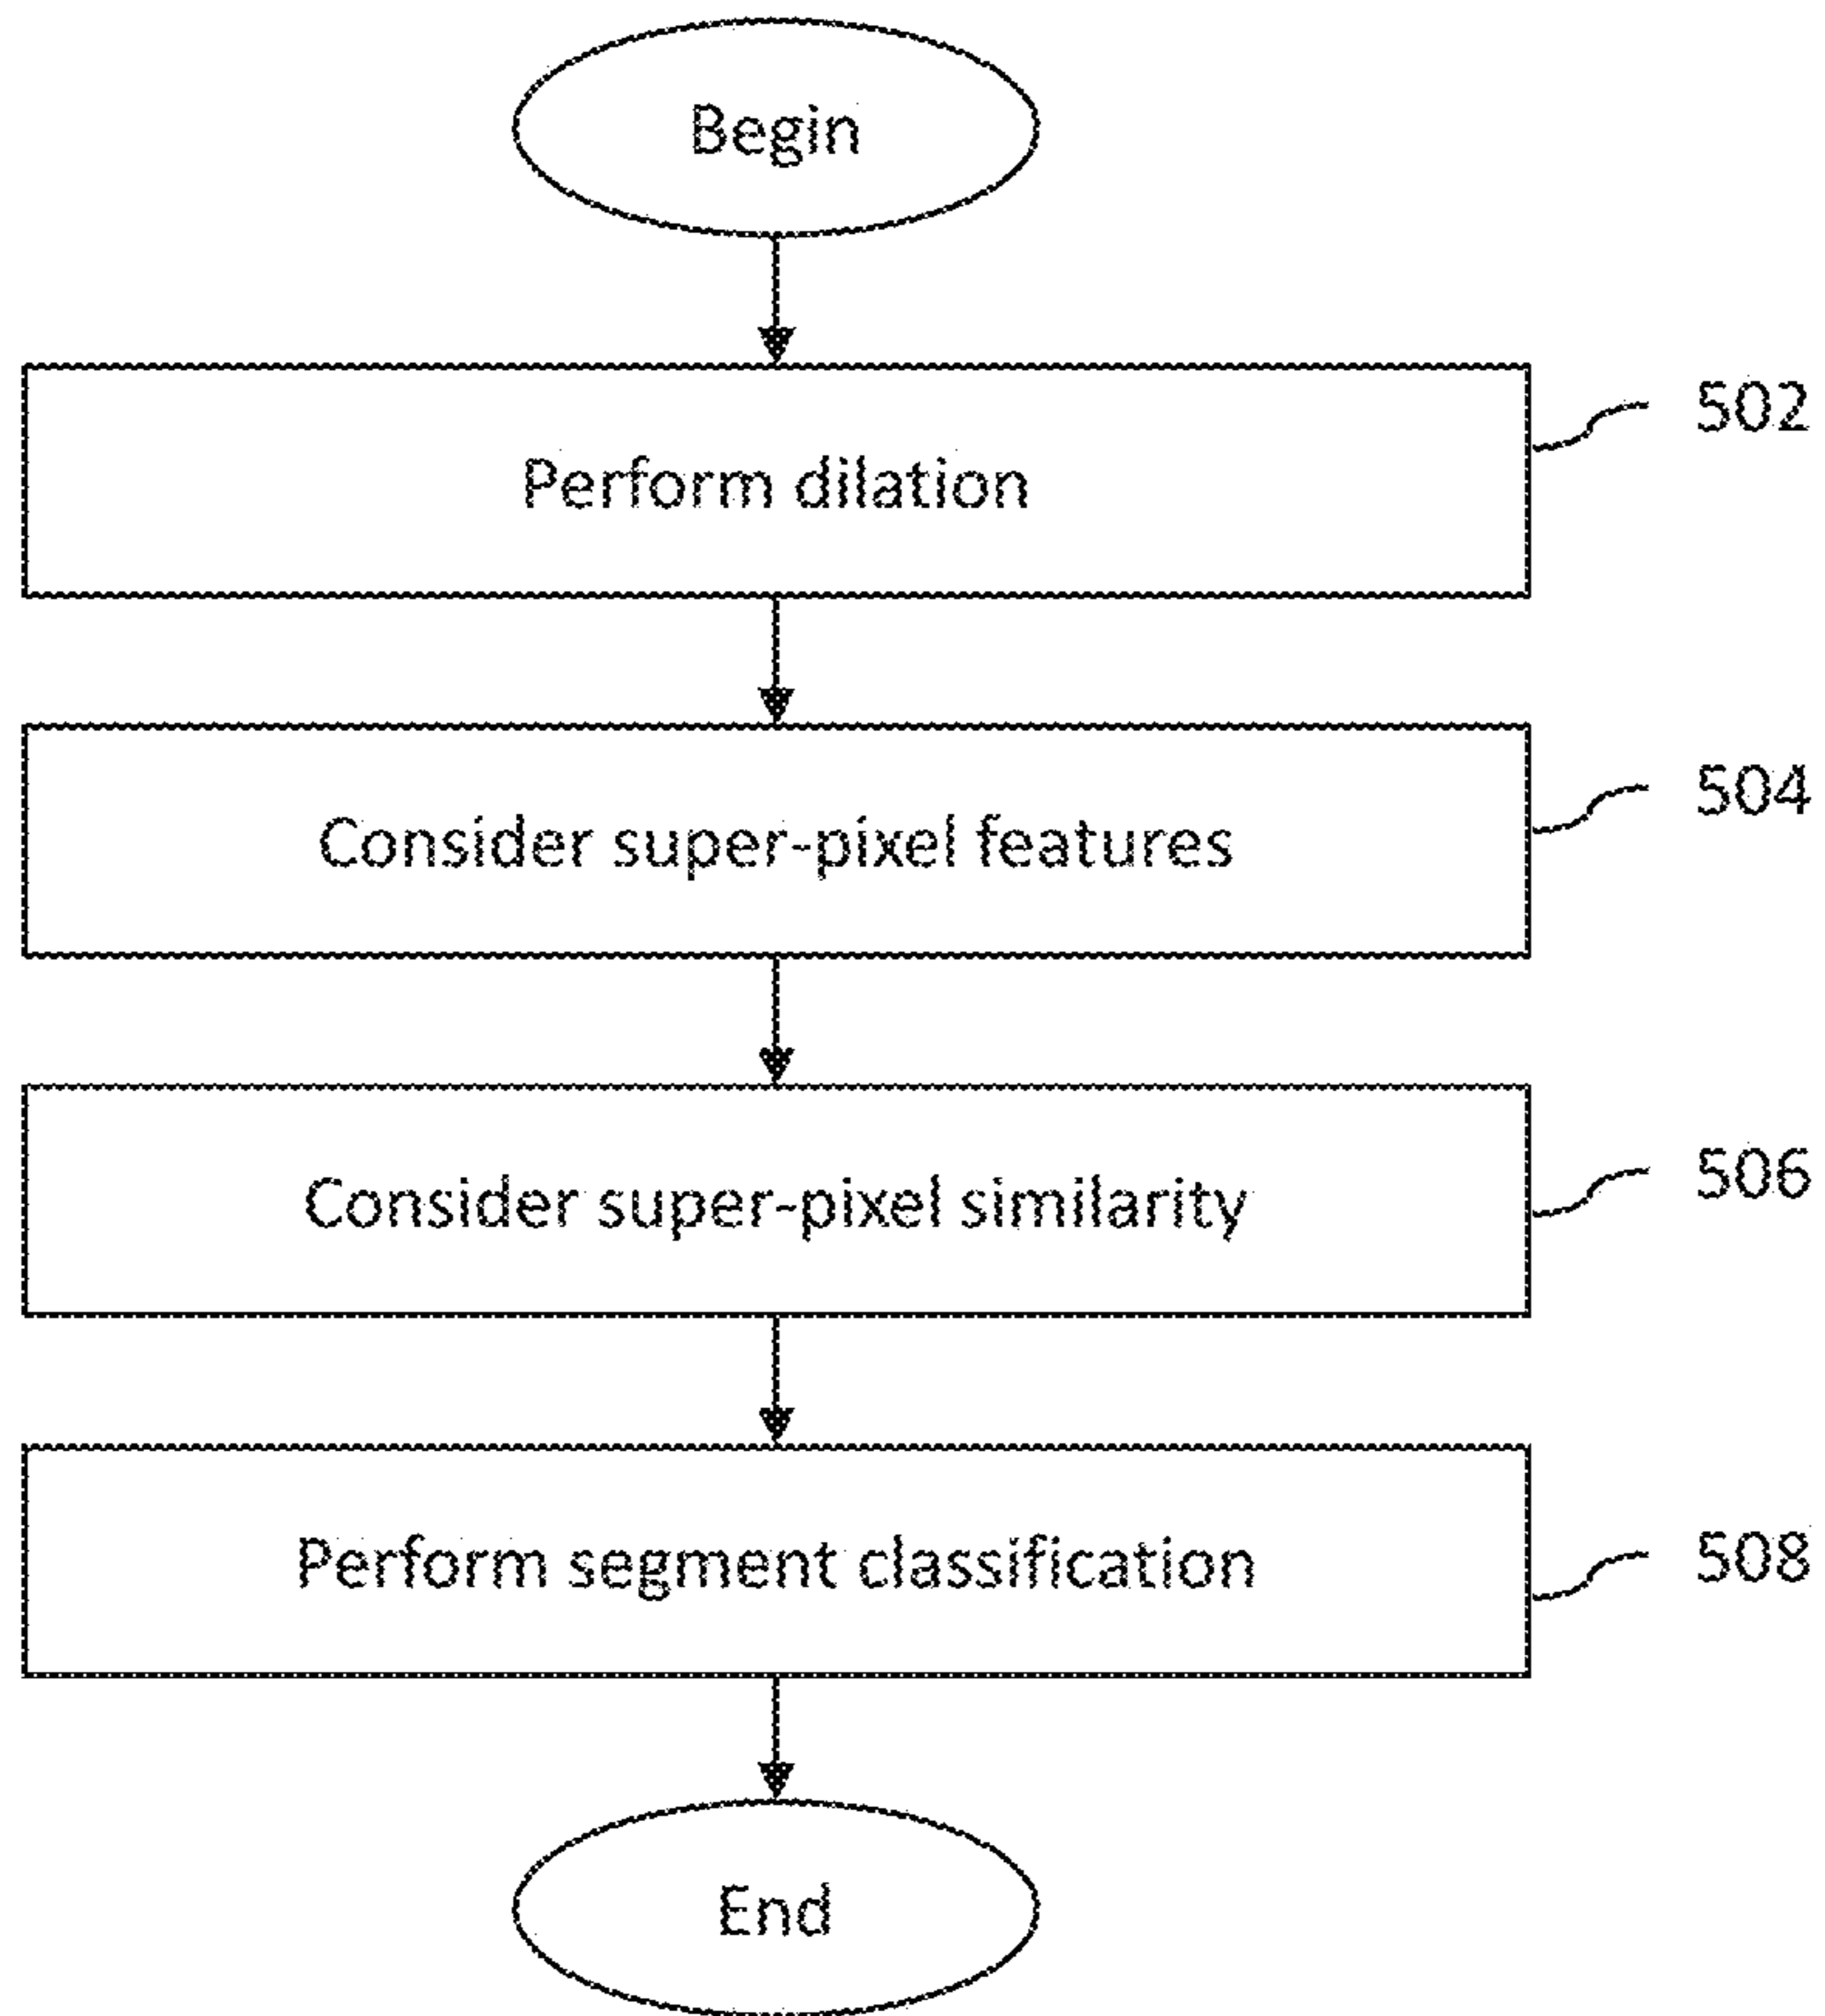 Begin
Perform dilation
502
Consider super-pixel features
504
Consider super-pixel similarity
506
Perform segment classification
508
End